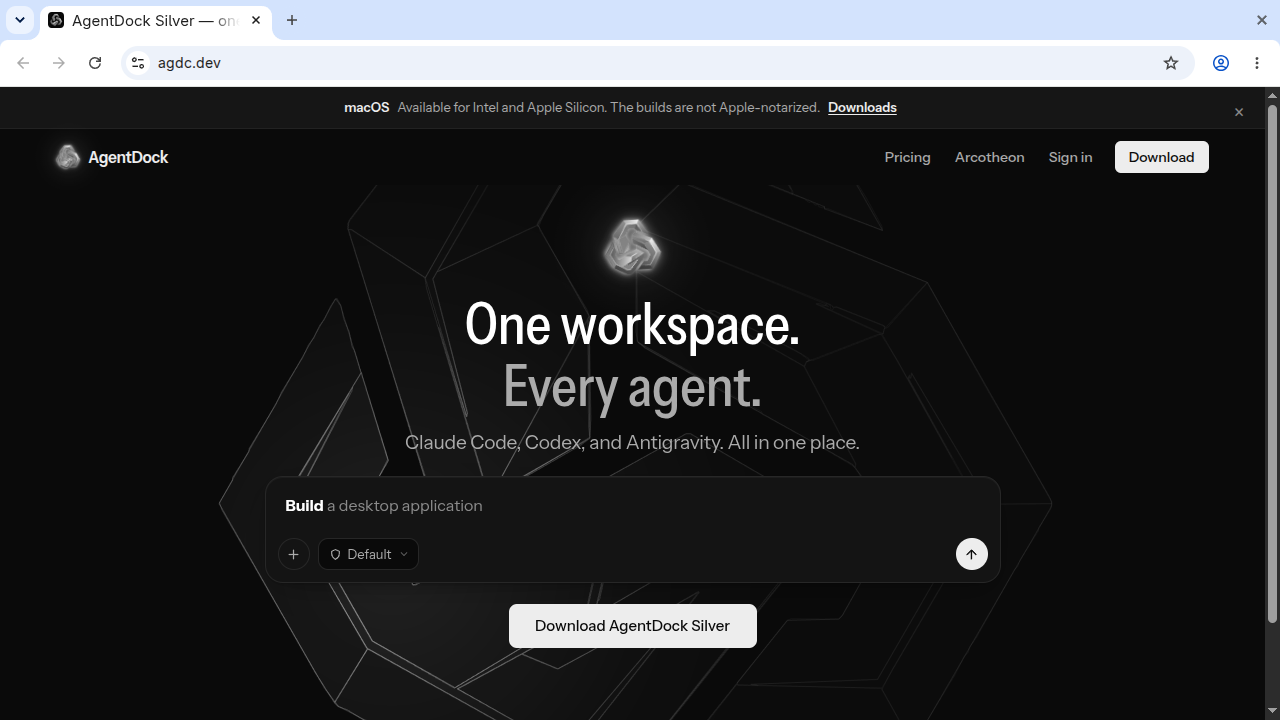 AgentDock Silver — one
agdc.dev
macOS Available for Intel and Apple Silicon. The builds are not Apple-notarized. Downloads
AgentDock
Pricing
Arcotheon
Sign in
Download
One workspace.
Every agent.
Claude Code, Codex, and Antigravity. All in one place.
Build a desktop application
Default
Download AgentDock Silver